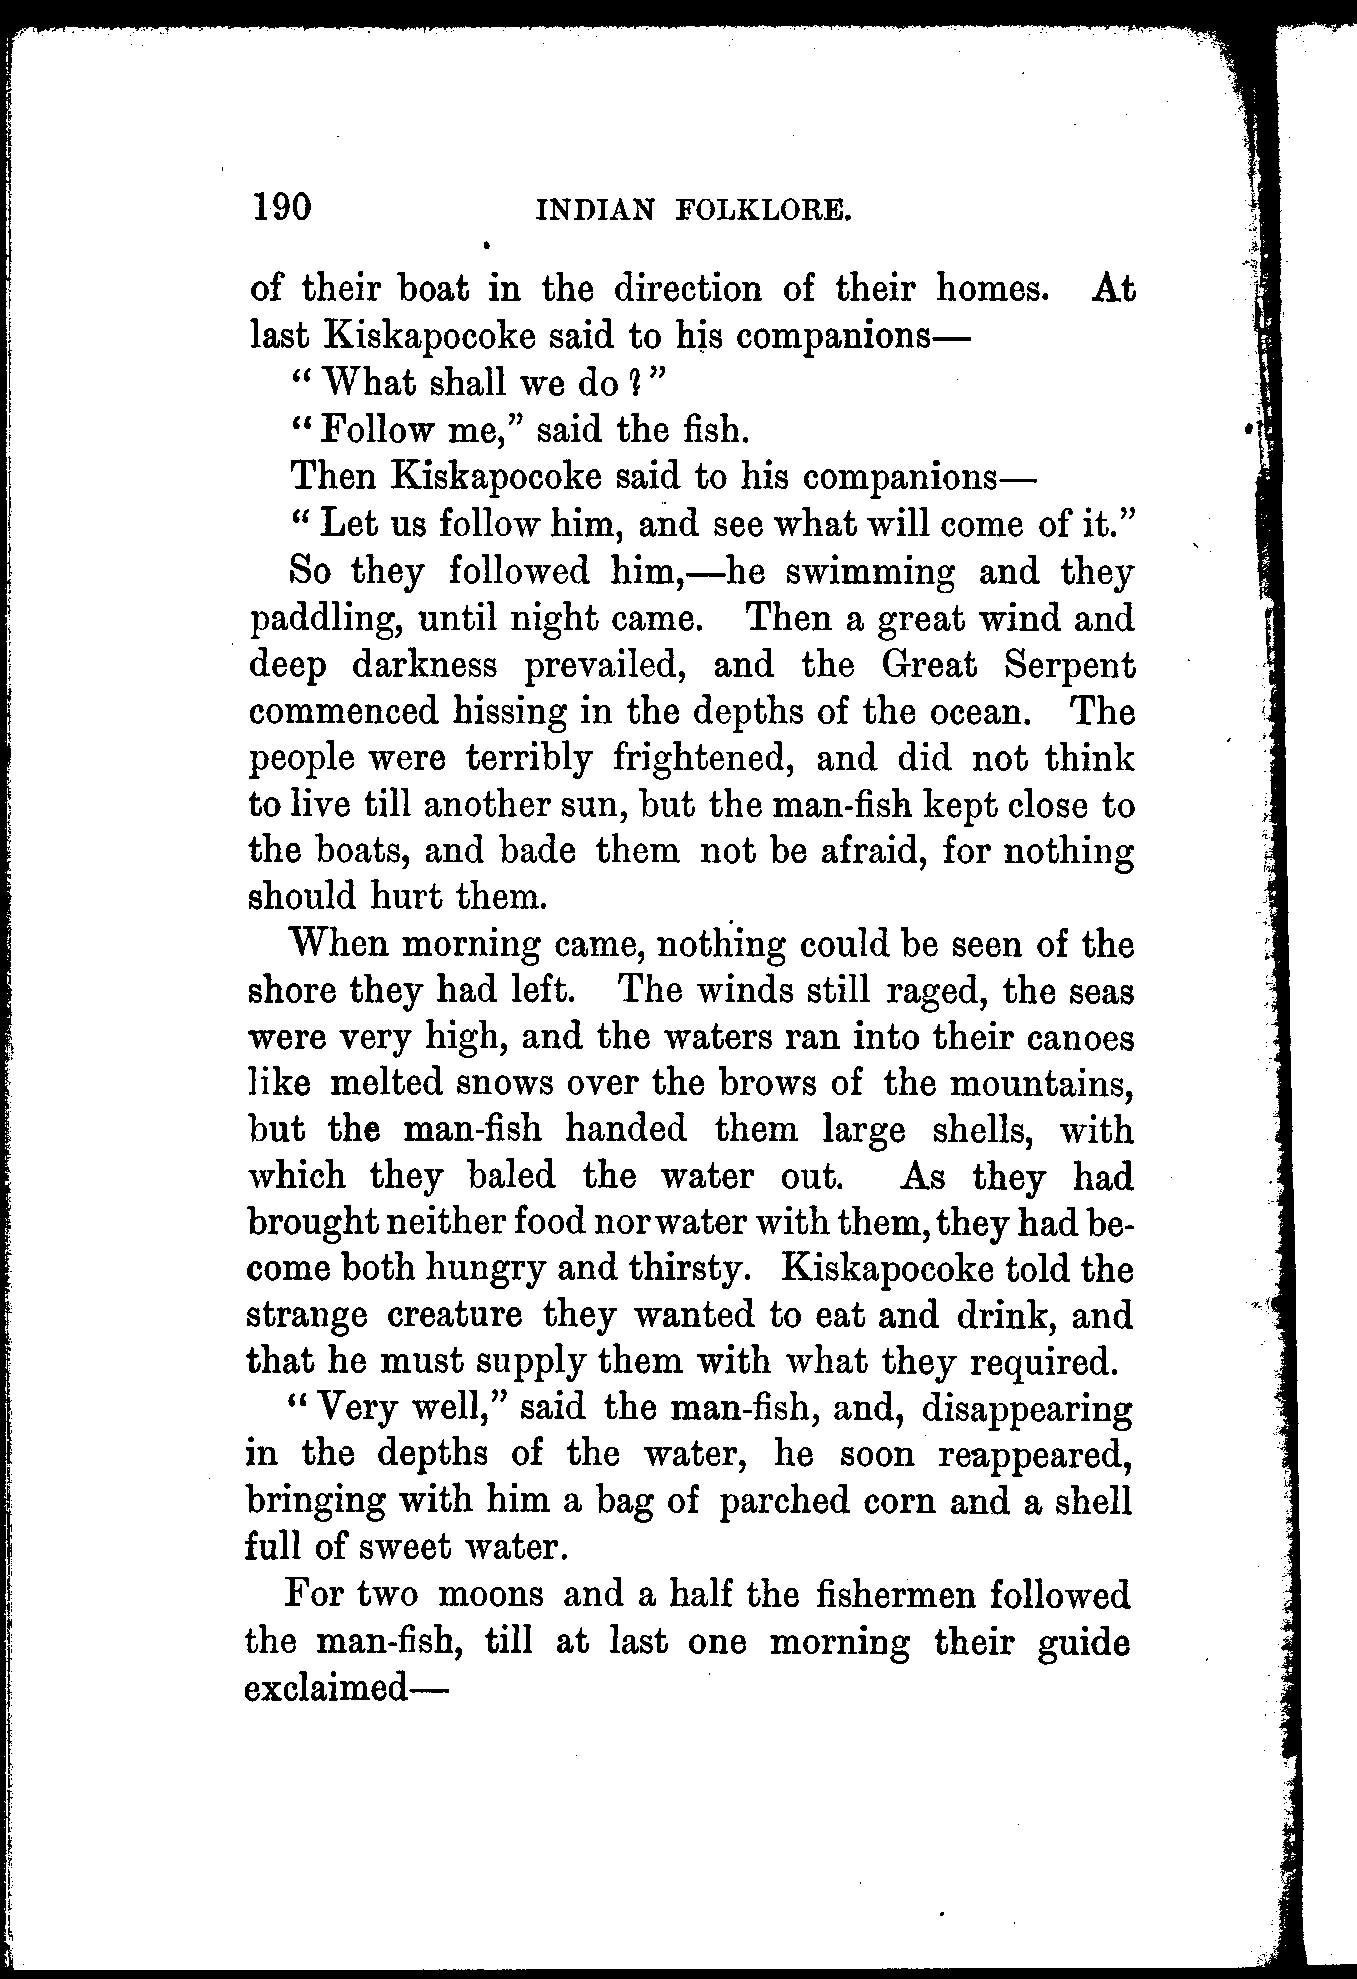 190 INDIAN FOLKLORE.
of their boat in the direction of their homes. At
last Kiskapocoke said to his companions—
“ What shall we do ? ”
“ Follow me,” said the fish.
Then Kiskapocoke said to his companions—
“ Let us follow him, and see what will come of it.”
So they followed him,—he swimming and they
paddling, until night came. Then a great wind and
deep darkness prevailed, and the Great Serpent
commenced hissing in the depths of the ocean. The
people were terribly frightened, and did not think
to live till another sun, but the man-fish kept close to
the boats, and bade them not be afraid, for nothing
should hurt them.
When morning came, nothing could be seen of the
shore they had left. The winds still raged, the seas
were very high, and the waters ran into their canoes
like melted snows over the brows of the mountains,
but the man-fish handed them large shells, with
which they baled the water out. As they had
brought neither food nor water with them, they had be-
come both hungry and thirsty. Kiskapocoke told the
strange creature they wanted to eat and drink, and
that he must supply them with what they required.
“ Very well,” said the man-fish, and, disappearing
in the depths of the water, he soon reappeared,
bringing with him a bag of parched corn and a shell
full of sweet water.
For two moons and a half the fishermen followed
the man-fish, till at last one morning their guide
exclaimed—